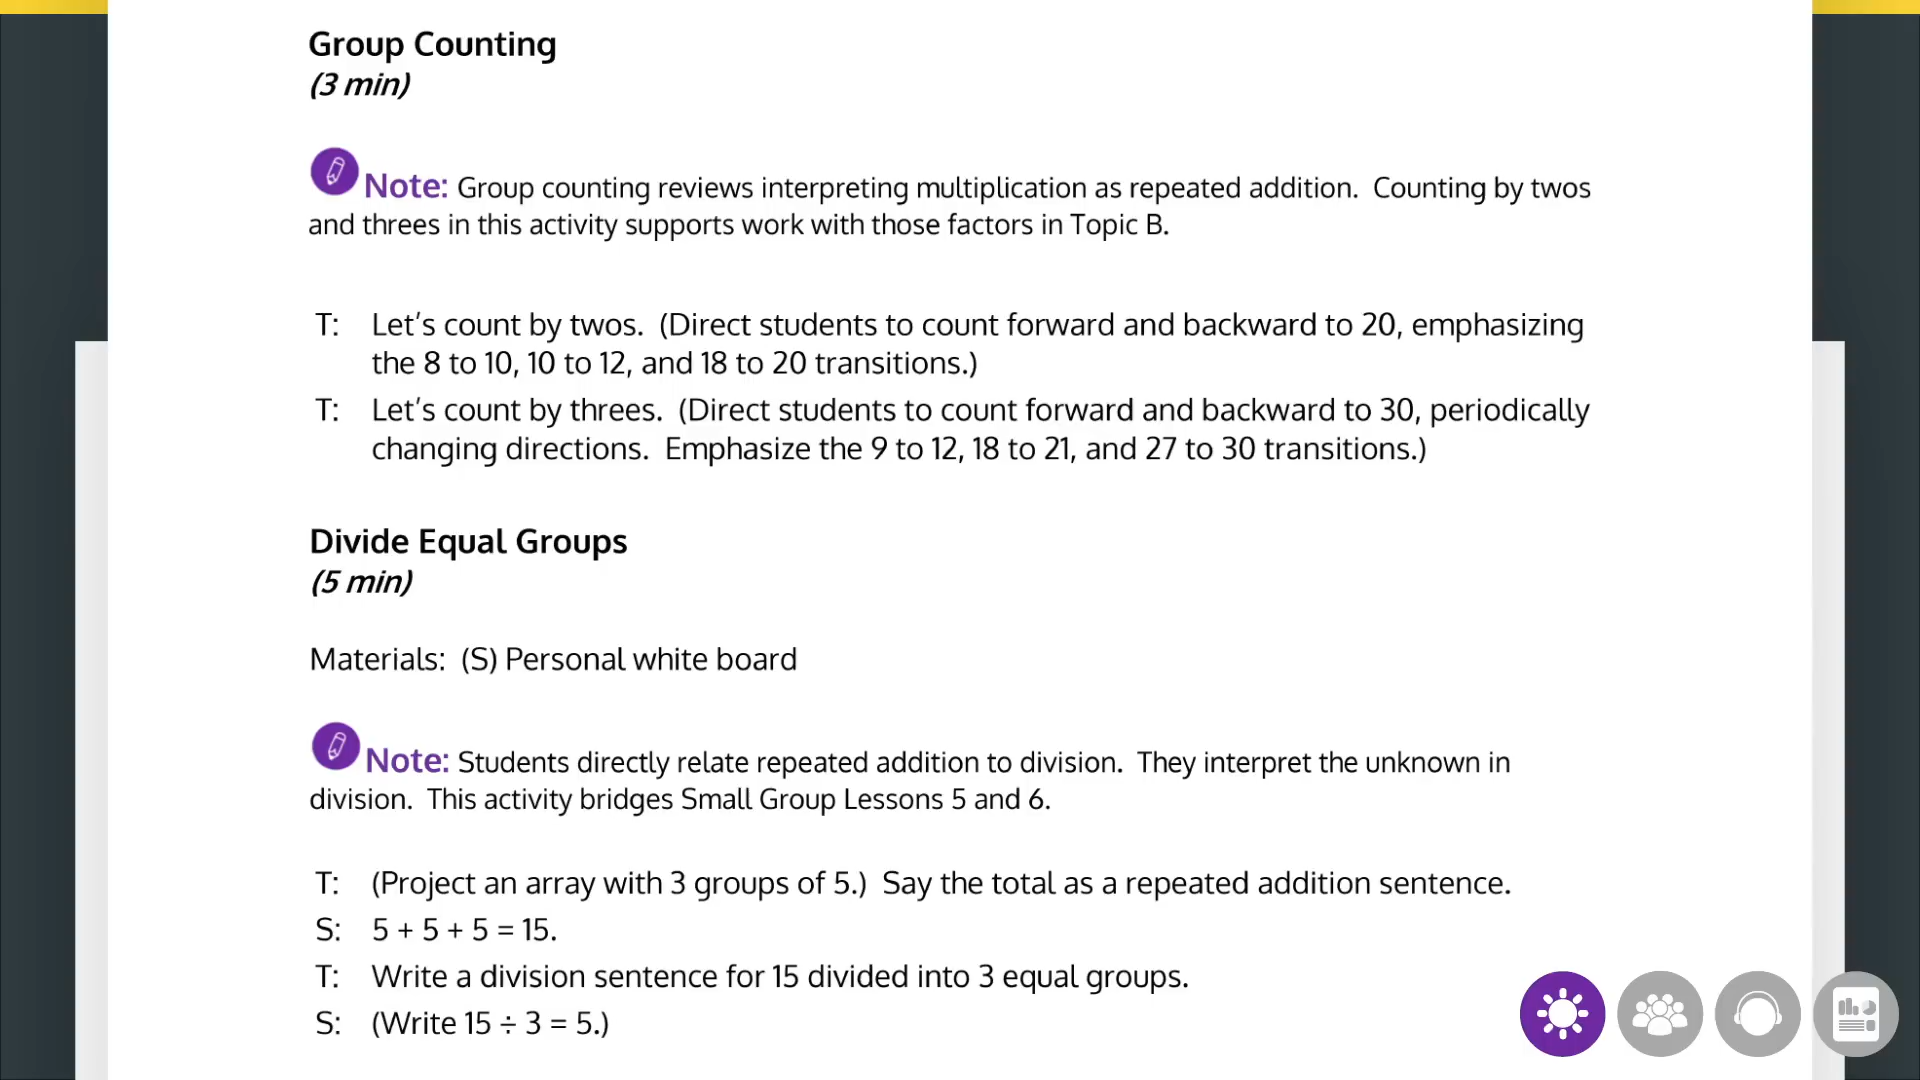 Group Counting
(3 min)
Note: Group counting reviews interpreting multiplication as repeated addition. Counting by twos
and threes in this activity supports work with those factors in Topic B.
T: Let’s count by twos. (Direct students to count forward and backward to 20, emphasizing
the 8 to 10, 10 to 12, and 18 to 20 transitions.)
T: Let’s count by threes. (Direct students to count forward and backward to 30, periodically
changing directions. Emphasize the 9 to 12, 18 to 21, and 27 to 30 transitions.)
Divide Equal Groups
(5 min)
Materials: (S) Personal white board
Note: Students directly relate repeated addition to division. They interpret the unknown in
division. This activity bridges Small Group Lessons 5 and 6.
T: (Project an array with 3 groups of 5.) Say the total as a repeated addition sentence.
S: 5 + 5 + 5 = 15.
T: Write a division sentence for 15 divided into 3 equal groups.
S: (Write 15 ÷ 3 = 5.)